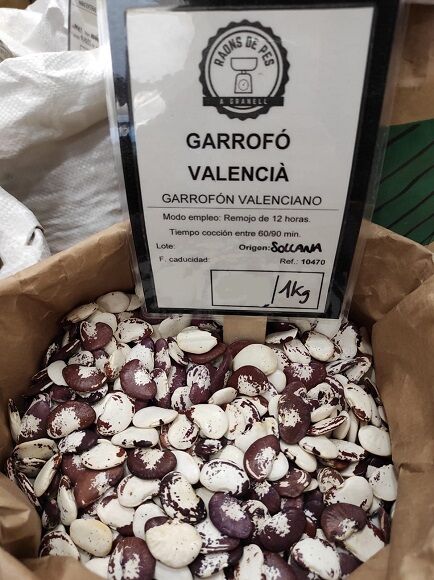 RAONS DE PES
A GRANELL
GARROFÓ
VALENCIÀ
GARROFÓN VALENCIANO
Modo empleo: Remojo de 12 horas.
Tiempo cocción entre 60/90 min.
Lote: Origen: SOLLANA
F. caducidad: Ref.: 10470
/1Kg